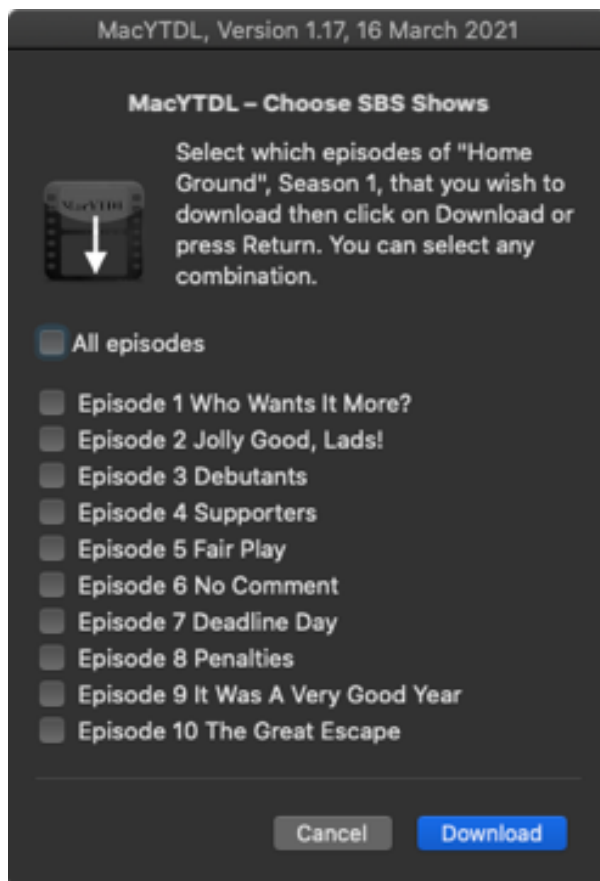 MacYTDL, Version 1.17, 16 March 2021
MacYTDL – Choose SBS Shows
Select which episodes of "Home
Ground", Season 1, that you wish to
download then click on Download or
press Return. You can select any
combination.
MacYTDL
All episodes
Episode 1 Who Wants It More?
Episode 2 Jolly Good, Lads!
Episode 3 Debutants
Episode 4 Supporters
Episode 5 Fair Play
Episode 6 No Comment
Episode 7 Deadline Day
Episode 8 Penalties
Episode 9 It Was A Very Good Year
Episode 10 The Great Escape
Cancel
Download